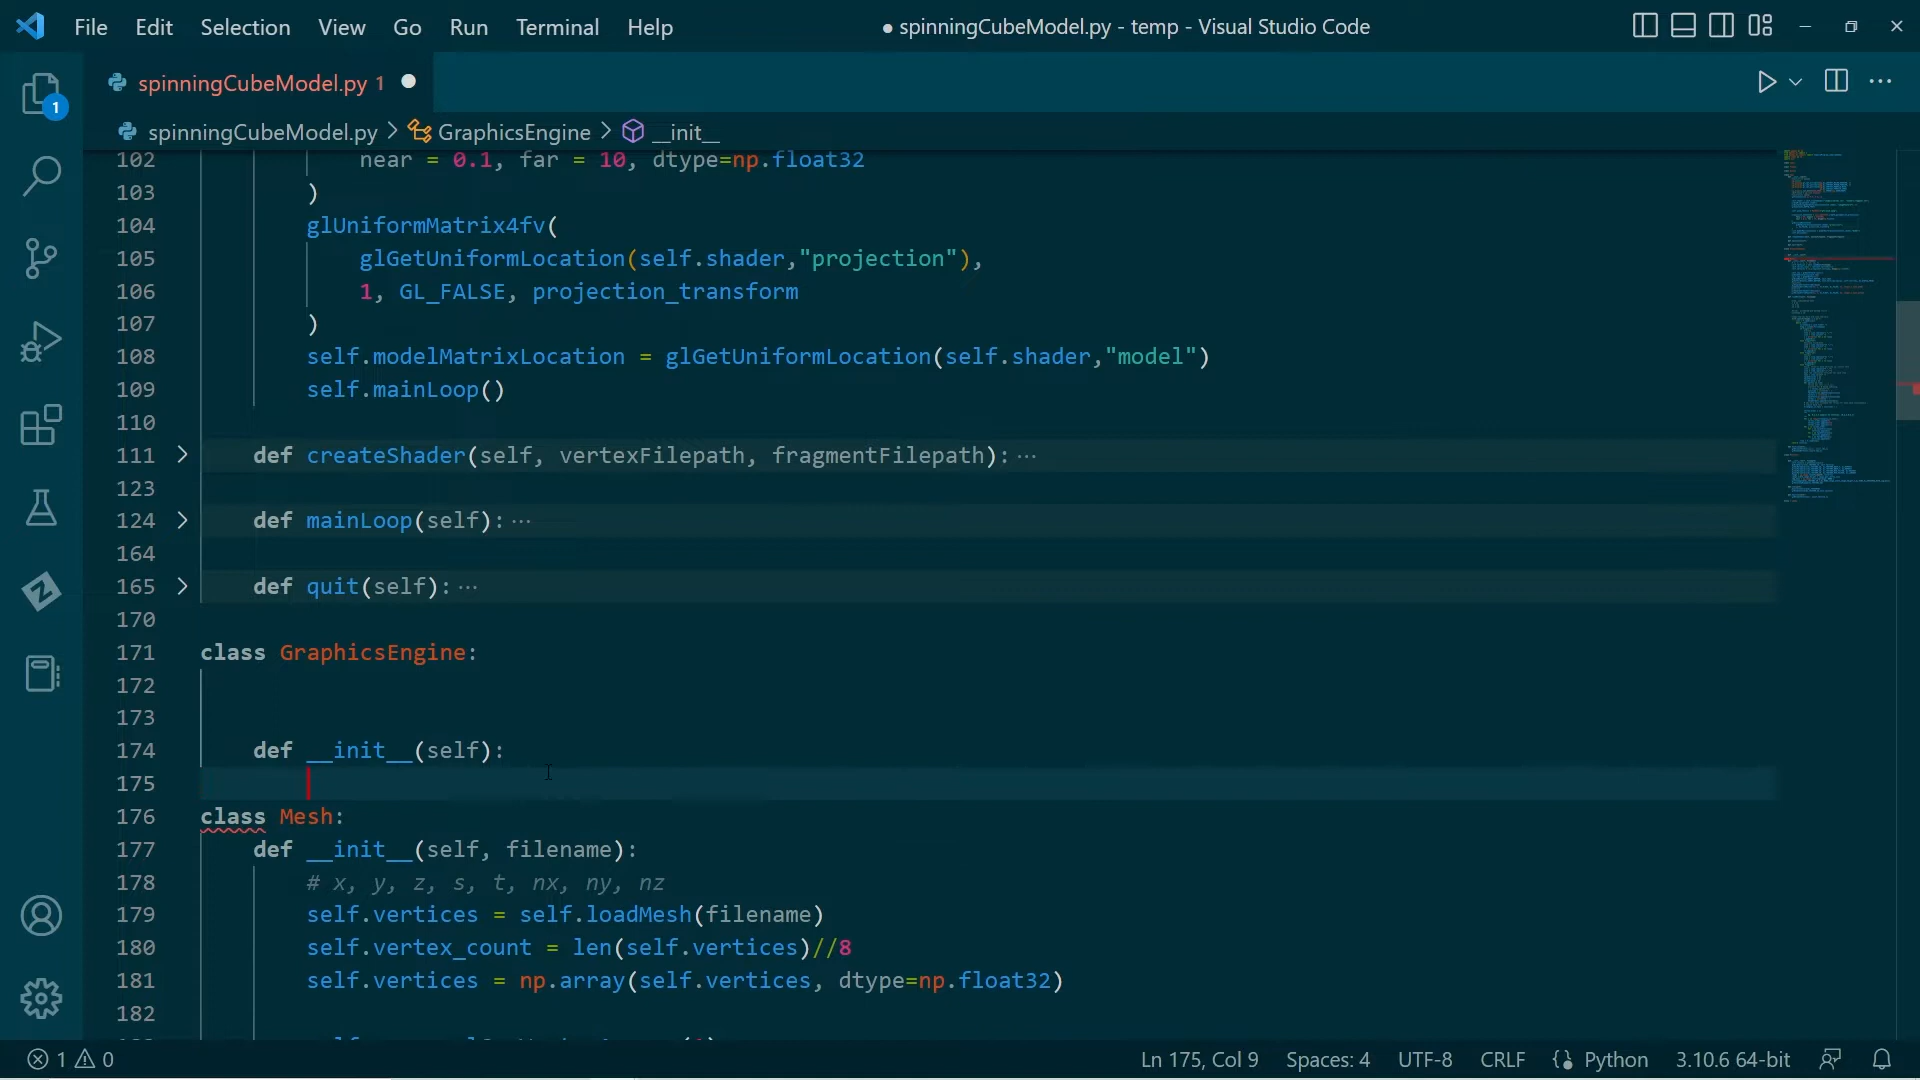 File Edit Selection View Go Run Terminal Help ● spinningCubeModel.py - temp - Visual Studio Code
spinningCubeModel.py 1
1
spinningCubeModel.py > GraphicsEngine > __init__
102 near = 0.1, far = 10, dtype=np.float32
103 )
104 glUniformMatrix4fv(
105 glGetUniformLocation(self.shader,"projection"),
106 1, GL_FALSE, projection_transform
107 )
108 self.modelMatrixLocation = glGetUniformLocation(self.shader,"model")
109 self.mainLoop()
110
111 def createShader(self, vertexFilepath, fragmentFilepath):···
123
124 def mainLoop(self):···
164
165 def quit(self):···
170
171 class GraphicsEngine:
172
173
174 def __init__(self):
175
176 class Mesh:
177 def __init__(self, filename):
178 # x, y, z, s, t, nx, ny, nz
179 self.vertices = self.loadMesh(filename)
180 self.vertex_count = len(self.vertices)//8
181 self.vertices = np.array(self.vertices, dtype=np.float32)
182
1 0 Ln 175, Col 9 Spaces: 4 UTF-8 CRLF Python 3.10.6 64-bit